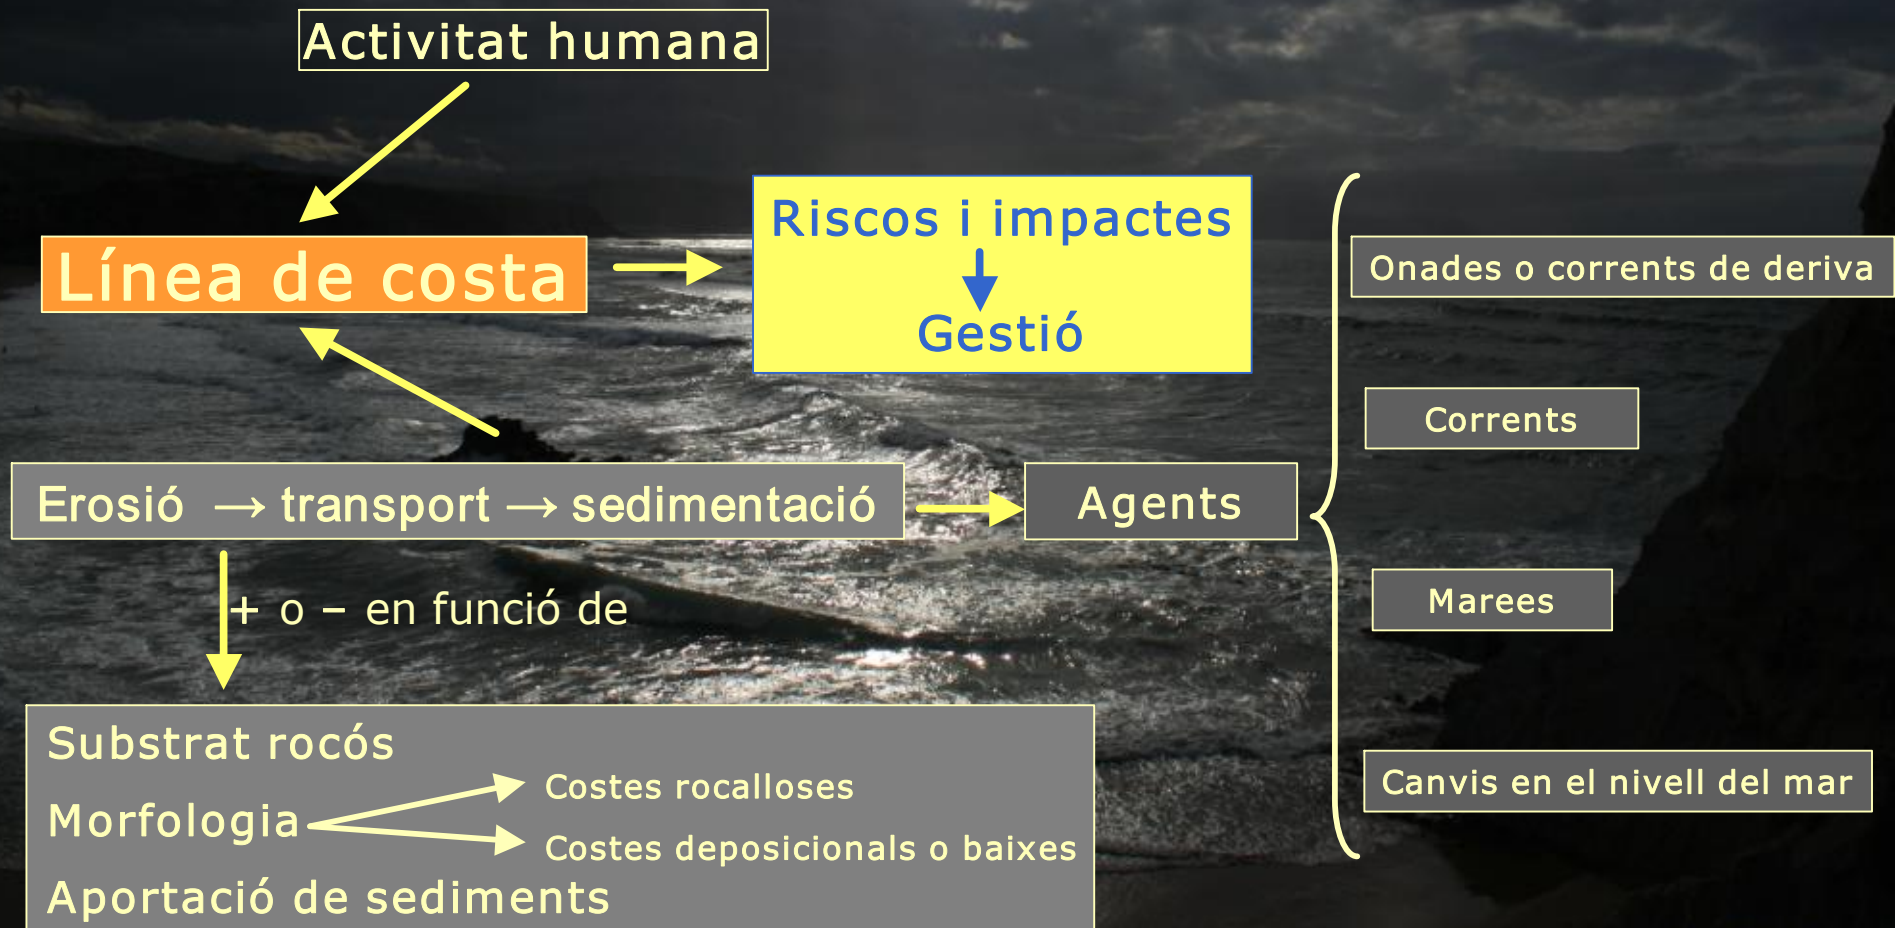 Activitat humana
Línea de costa
Riscos i impactes
Gestió
Erosió → transport → sedimentació
Agents
Onades o corrents de deriva
Corrents
Marees
Canvis en el nivell del mar
+ o – en funció de
Substrat rocós
Morfologia
Costes rocalloses
Costes deposicionals o baixes
Aportació de sediments